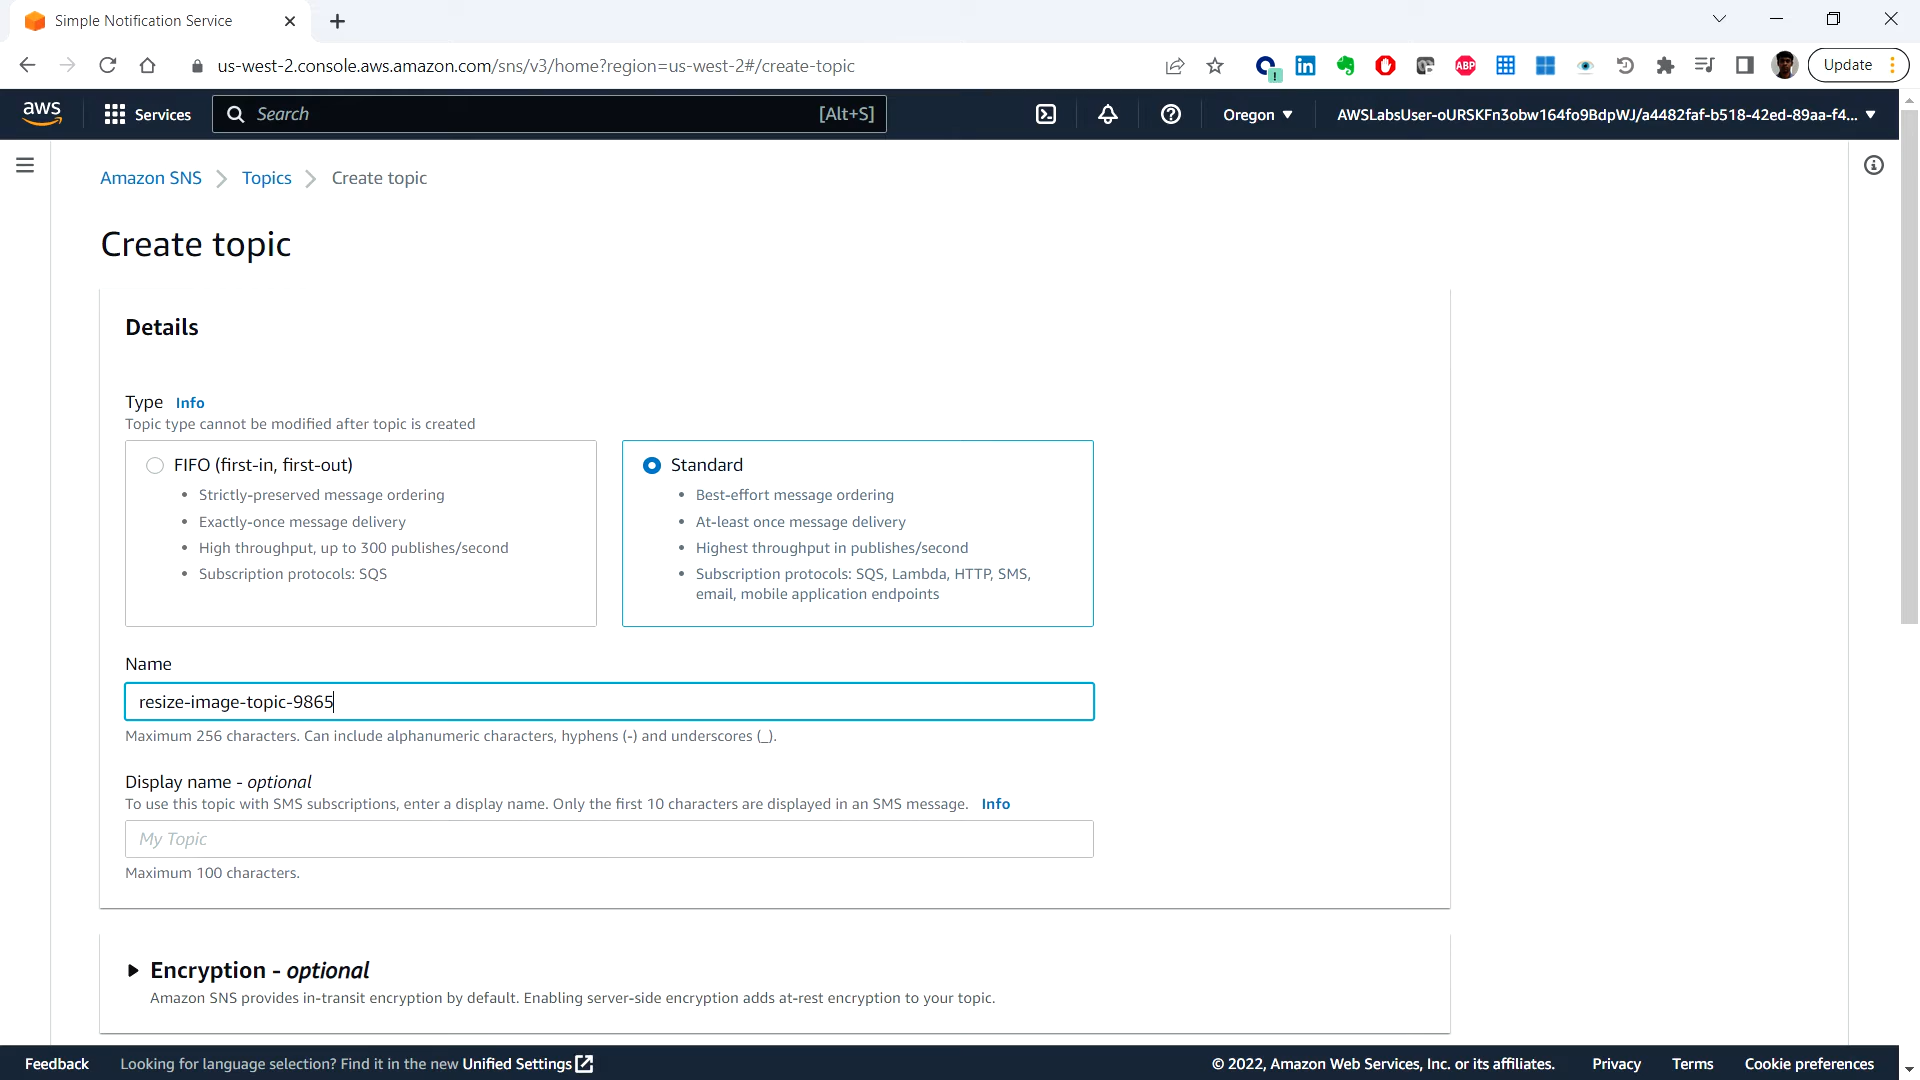 Simple Notification Service
us-west-2.console.aws.amazon.com/sns/v3/home?region=us-west-2#/create-topic
ABP
Update
aws
Services
Search
[Alt+S]
Oregon
AWSLabsUser-oURSKFn3obw164fo9BdpWJ/a4482faf-b518-42ed-89aa-f4...
Amazon SNS
Topics
Create topic
Create topic
Details
Type Info
Topic type cannot be modified after topic is created
FIFO (first-in, first-out)
• Strictly-preserved message ordering
• Exactly-once message delivery
• High throughput, up to 300 publishes/second
• Subscription protocols: SQS
Standard
• Best-effort message ordering
• At-least once message delivery
• Highest throughput in publishes/second
• Subscription protocols: SQS, Lambda, HTTP, SMS,
email, mobile application endpoints
Name
resize-image-topic-9865
Maximum 256 characters. Can include alphanumeric characters, hyphens (-) and underscores (_).
Display name - optional
To use this topic with SMS subscriptions, enter a display name. Only the first 10 characters are displayed in an SMS message. Info
My Topic
Maximum 100 characters.
Encryption - optional
Amazon SNS provides in-transit encryption by default. Enabling server-side encryption adds at-rest encryption to your topic.
Feedback
Looking for language selection? Find it in the new Unified Settings
© 2022, Amazon Web Services, Inc. or its affiliates.
Privacy
Terms
Cookie preferences